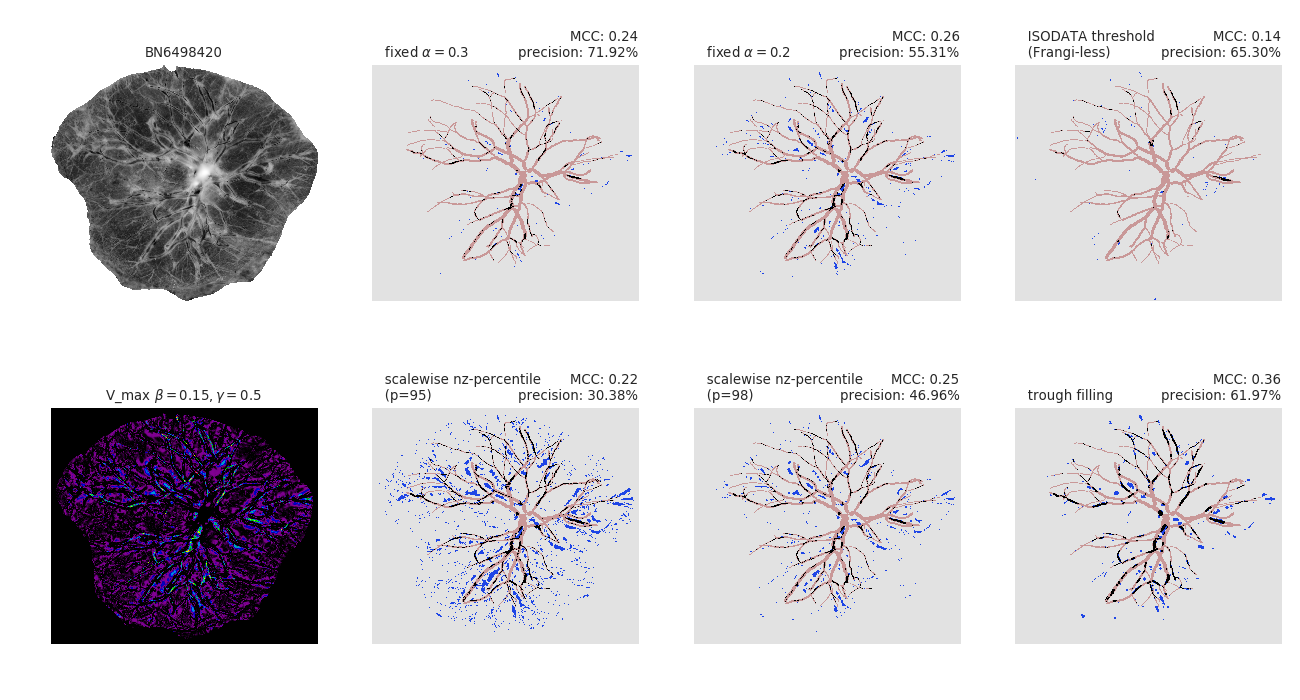 BN6498420
MCC: 0.24
fixed α = 0.3 precision: 71.92%
MCC: 0.26
fixed α = 0.2 precision: 55.31%
ISODATA threshold MCC: 0.14
(Frangi-less) precision: 65.30%
V_max β = 0.15, γ = 0.5
scalewise nz-percentile MCC: 0.22
(p=95) precision: 30.38%
scalewise nz-percentile MCC: 0.25
(p=98) precision: 46.96%
MCC: 0.36
trough filling precision: 61.97%